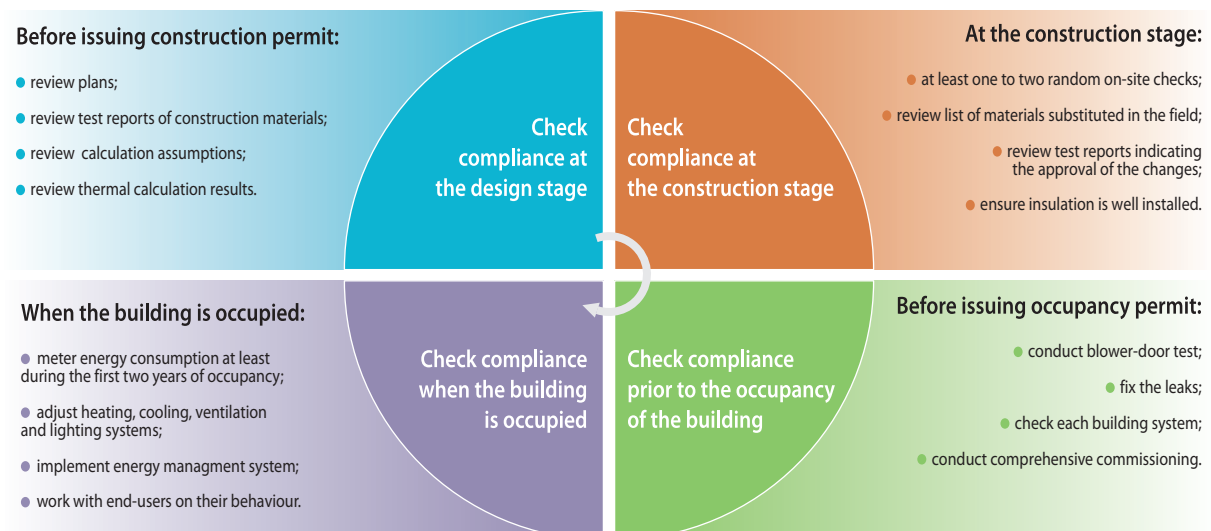 Before issuing construction permit:
review plans;
review test reports of construction materials;
review calculation assumptions;
review thermal calculation results.
Check
compliance at
the design stage
Check
compliance at
the construction stage
At the construction stage:
at least one to two random on-site checks;
review list of materials substituted in the field;
review test reports indicating
the approval of the changes;
ensure insulation is well installed.
When the building is occupied:
meter energy consumption at least
during the first two years of occupancy;
adjust heating, cooling, ventilation
and lighting systems;
implement energy managment system;
work with end-users on their behaviour.
Check compliance
when the building
is occupied
Check compliance
prior to the occupancy
of the building
Before issuing occupancy permit:
conduct blower-door test;
fix the leaks;
check each building system;
conduct comprehensive commissioning.